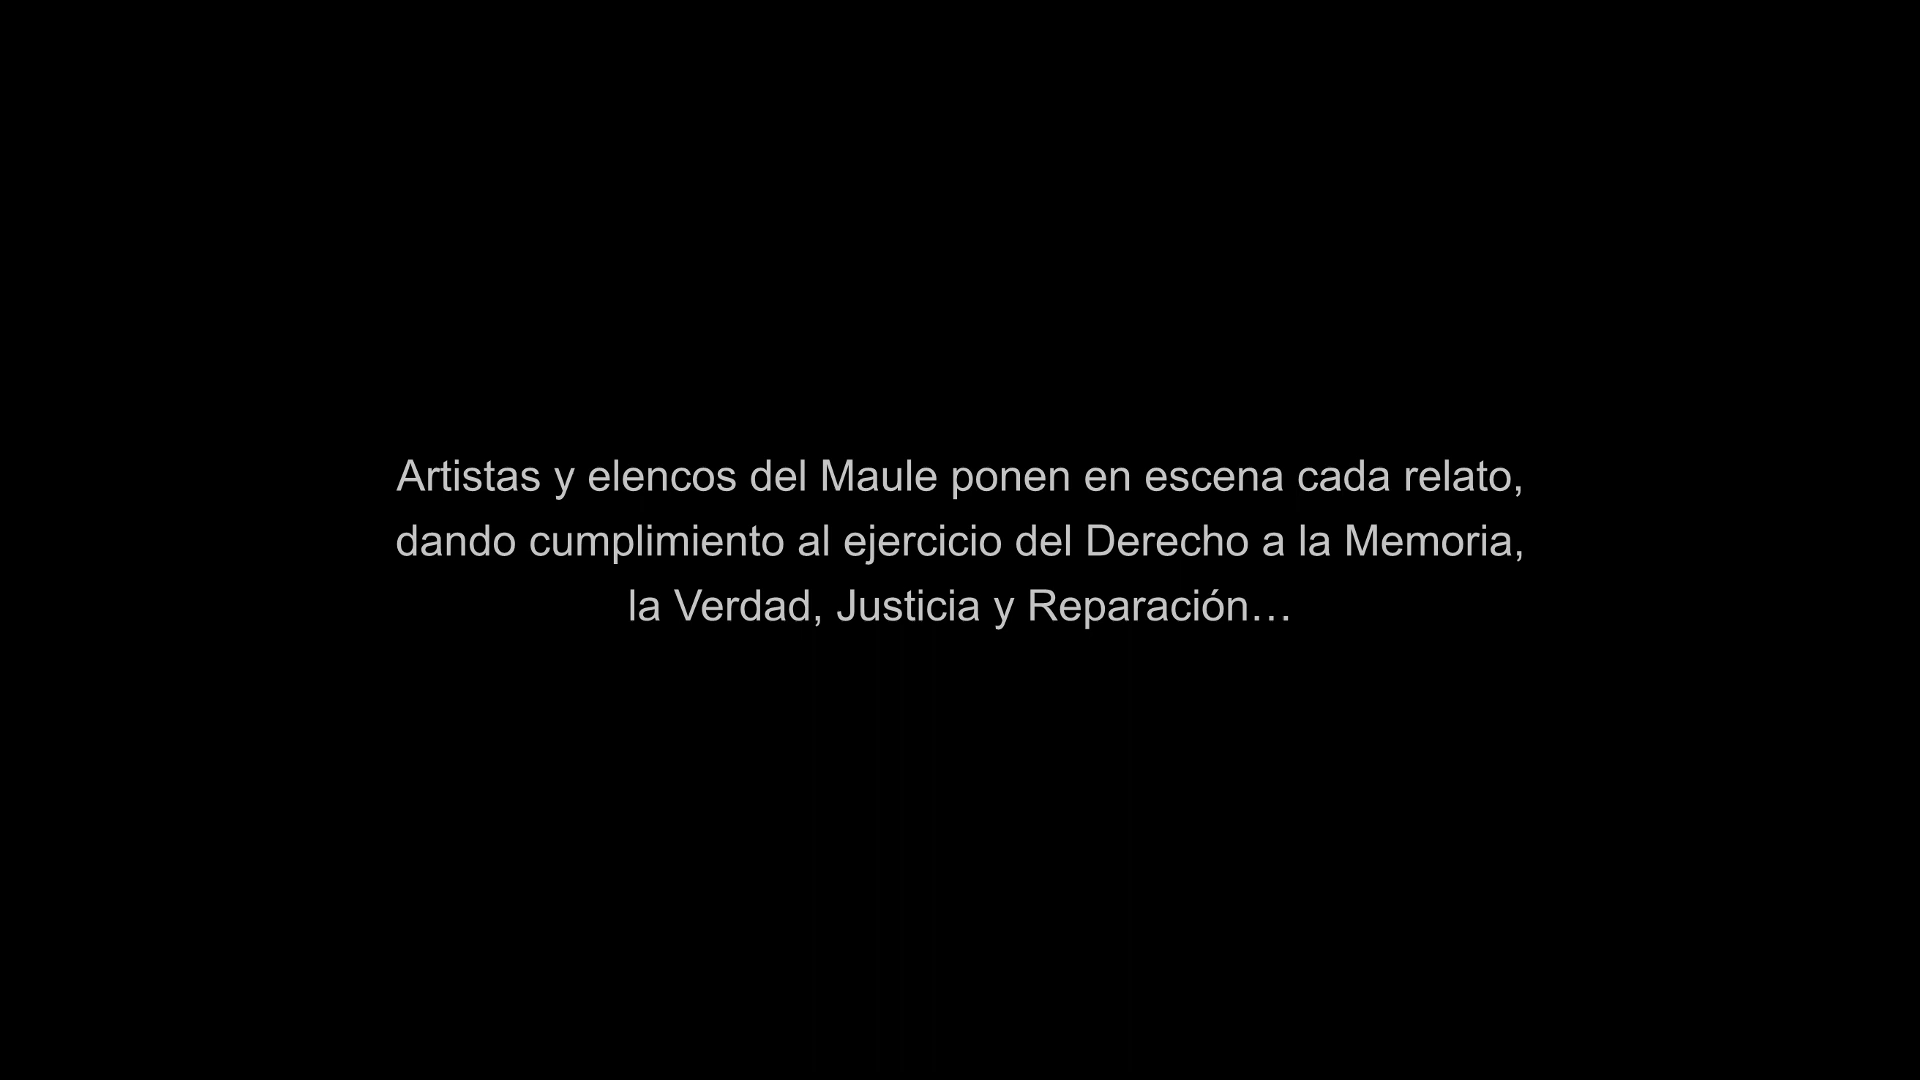 Artistas y elencos del Maule ponen en escena cada relato,
dando cumplimiento al ejercicio del Derecho a la Memoria,
la Verdad, Justicia y Reparación…